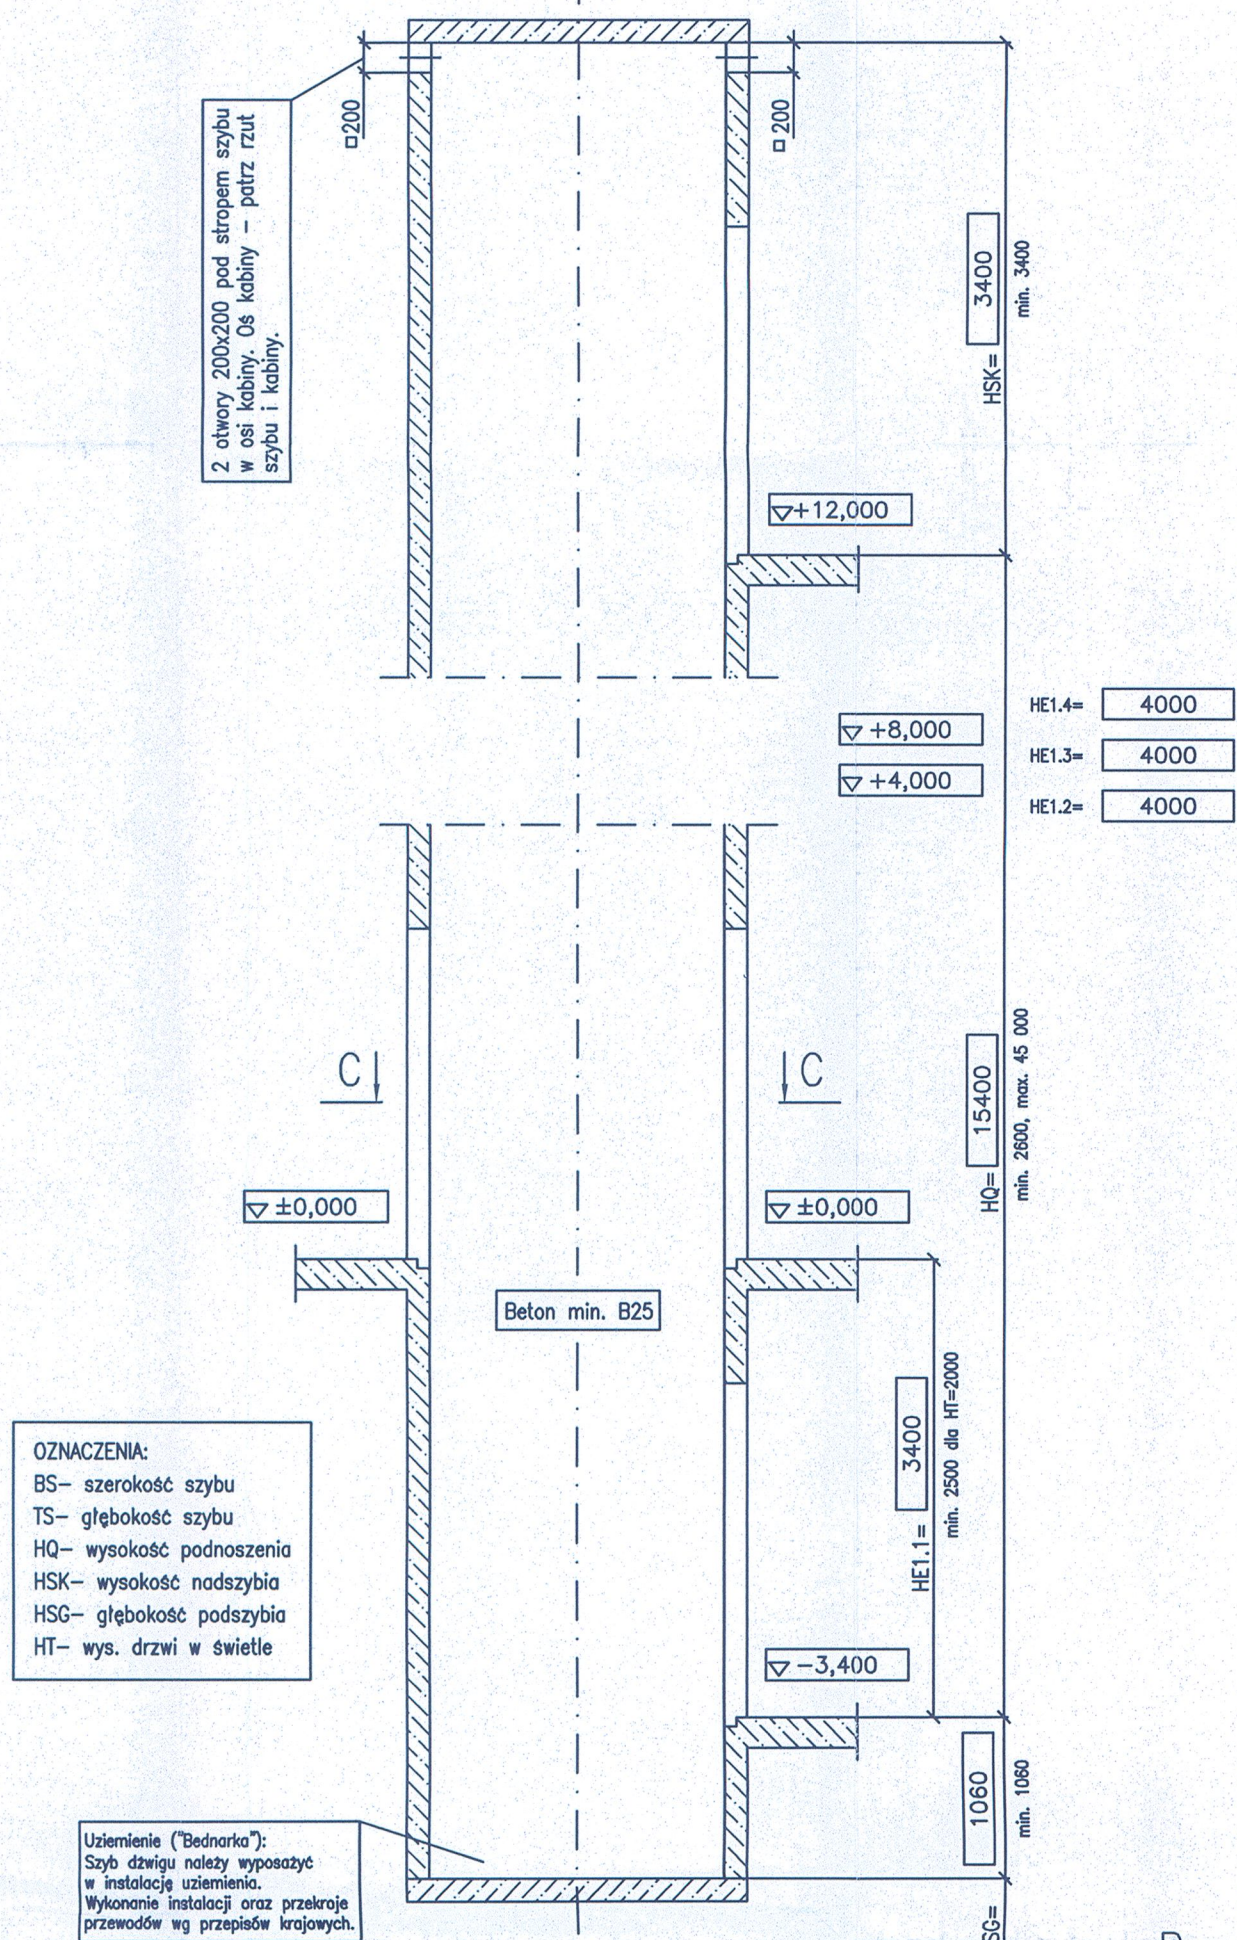 2 otwory 200x200 pod stropem szybu
w osi kabiny. Oś kabiny – patrz rzut
szybu i kabiny.
□200
□200
HSK=
3400
min. 3400
▽+12,000
▽ +8,000
▽ +4,000
HE1.4=
4000
HE1.3=
4000
HE1.2=
4000
C
C
HQ=
15400
min. 2600, max. 45 000
▽ ±0,000
▽ ±0,000
Beton min. B25
HE1.1=
3400
min. 2500 dla HT=2000
OZNACZENIA:
BS– szerokość szybu
TS– głębokość szybu
HQ– wysokość podnoszenia
HSK– wysokość nadszybia
HSG– głębokość podszybia
HT– wys. drzwi w świetle
▽ –3,400
1060
min. 1060
Uziemienie ("Bednarka"):
Szyb dźwigu należy wyposażyć
w instalację uziemienia.
Wykonanie instalacji oraz przekroje
przewodów wg przepisów krajowych.